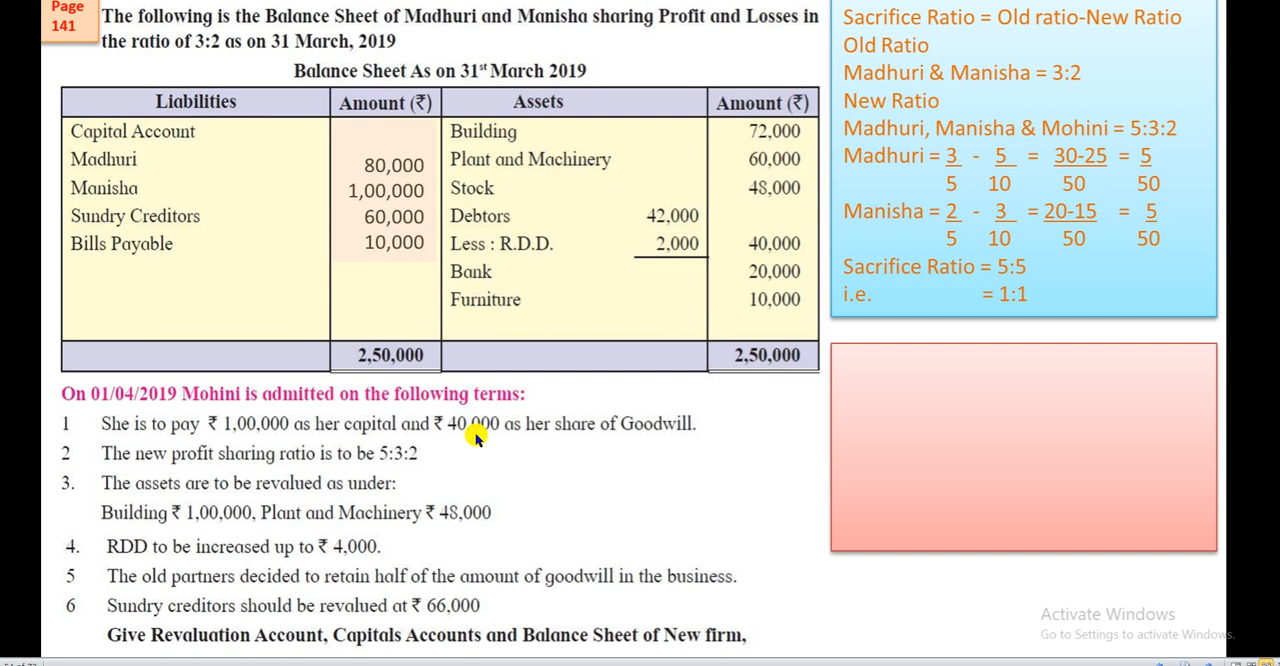 Page
141
The following is the Balance Sheet of Madhuri and Manisha sharing Profit and Losses in
the ratio of 3:2 as on 31 March, 2019
Balance Sheet As on 31st March 2019
Liabilities Amount (₹) Assets Amount (₹)
Capital Account Building 72,000
Madhuri 80,000 Plant and Machinery 60,000
Manisha 1,00,000 Stock 48,000
Sundry Creditors 60,000 Debtors 42,000
Bills Payable 10,000 Less : R.D.D. 2,000 40,000
Bank 20,000
Furniture 10,000
2,50,000 2,50,000
On 01/04/2019 Mohini is admitted on the following terms:
1 She is to pay ₹ 1,00,000 as her capital and ₹ 40,000 as her share of Goodwill.
2 The new profit sharing ratio is to be 5:3:2
3. The assets are to be revalued as under:
Building ₹ 1,00,000, Plant and Machinery ₹ 48,000
4. RDD to be increased up to ₹ 4,000.
5 The old partners decided to retain half of the amount of goodwill in the business.
6 Sundry creditors should be revalued at ₹ 66,000
Give Revaluation Account, Capitals Accounts and Balance Sheet of New firm,
Sacrifice Ratio = Old ratio-New Ratio
Old Ratio
Madhuri & Manisha = 3:2
New Ratio
Madhuri, Manisha & Mohini = 5:3:2
Madhuri = 3 - 5 = 30-25 = 5
5 10 50 50
Manisha = 2 - 3 = 20-15 = 5
5 10 50 50
Sacrifice Ratio = 5:5
i.e. = 1:1
Activate Windows
Go to Settings to activate Windows.